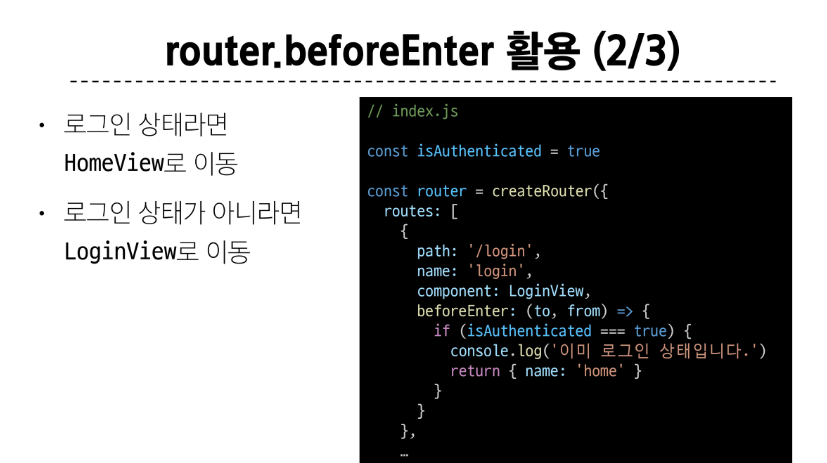 router.beforeEnter 활용 (2/3)
• 로그인 상태라면
HomeView로 이동
• 로그인 상태가 아니라면
LoginView로 이동
// index.js
const isAuthenticated = true
const router = createRouter({
  routes: [
    {
      path: '/login',
      name: 'login',
      component: LoginView,
      beforeEnter: (to, from) => {
        if (isAuthenticated === true) {
          console.log('이미 로그인 상태입니다.')
          return { name: 'home' }
        }
      }
    },
    …